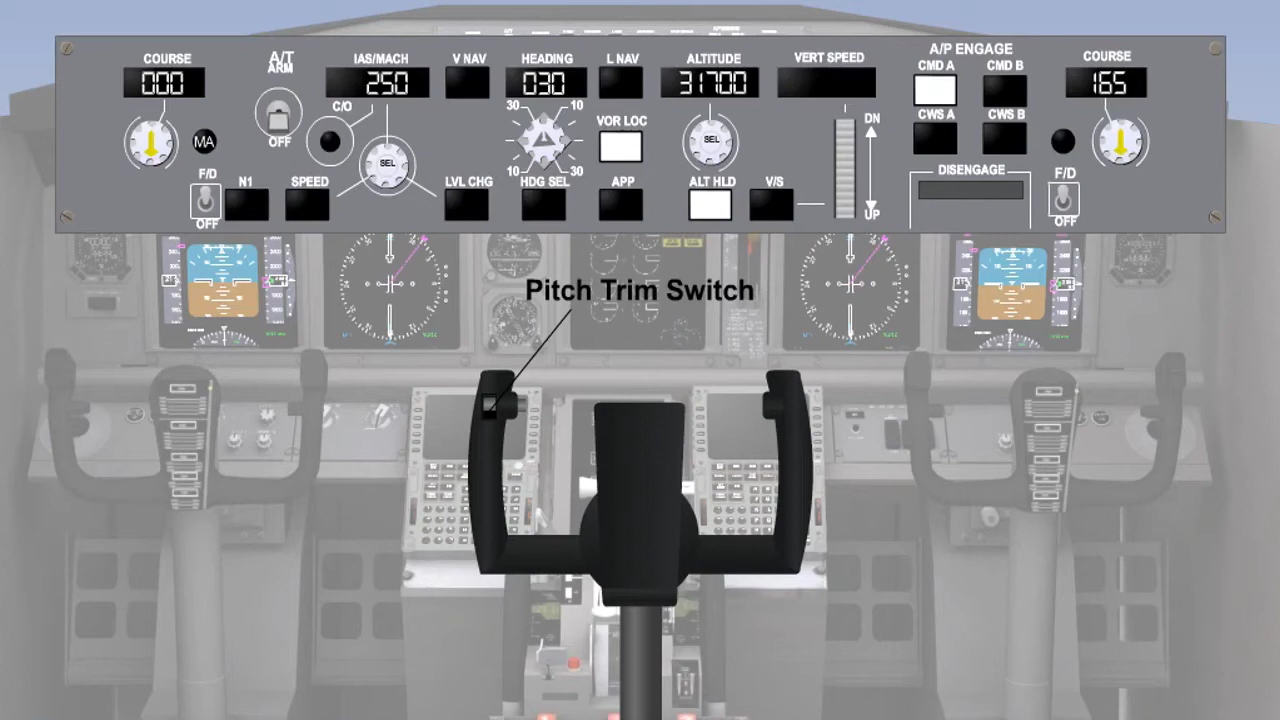 COURSE
000
MA
F/D
OFF
N1
A/T
ARM
OFF
SPEED
IAS/MACH
250
C/O
SEL
V NAV
LVL CHG
HEADING
030
30
10
10
30
HDG SEL
L NAV
VOR LOC
APP
ALTITUDE
31700
SEL
ALT HLD
V/S
VERT SPEED
DN
UP
A/P ENGAGE
CMD A
CMD B
CWS A
CWS B
DISENGAGE
COURSE
165
F/D
OFF
Pitch Trim Switch